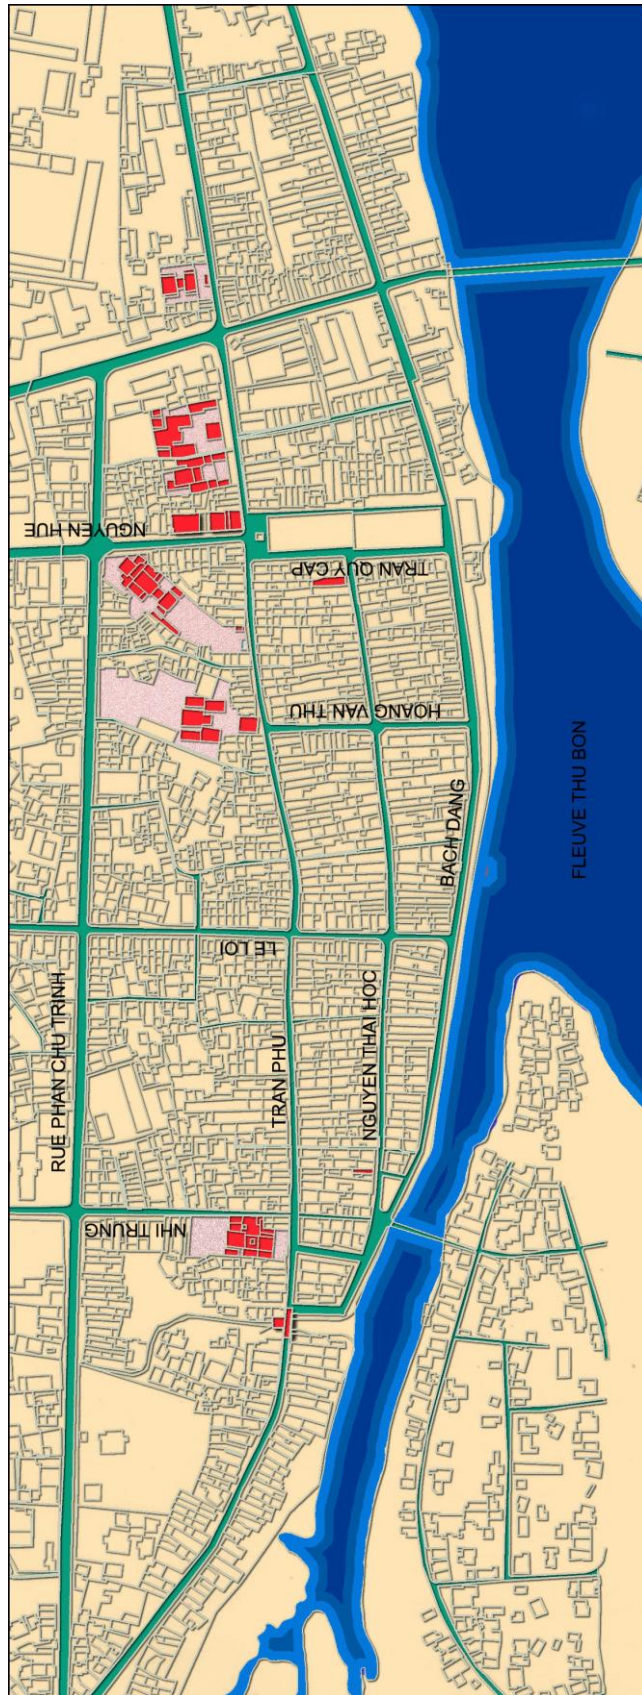 RUE PHAN CHU TRINH
NHI TRUNG
LE LOI
TRAN PHU
NGUYEN THAI HOC
BACH DANG
HOANG VAN THU
TRAN QUY CAP
NGUYEN HUE
FLEUVE THU BON